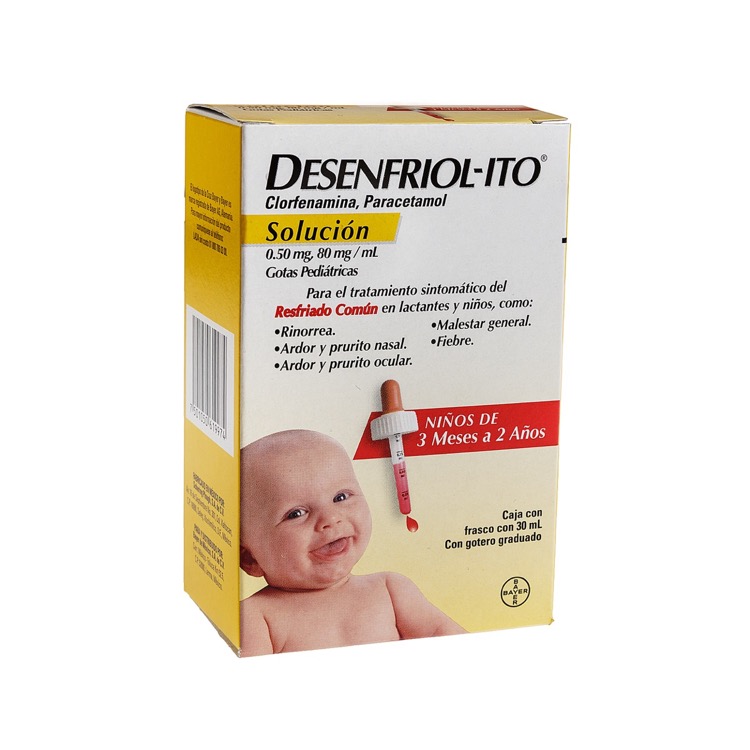 DESENFRIOL-ITO®
Clorfenamina, Paracetamol
Solución
0.50 mg, 80 mg / mL
Gotas Pediátricas
Para el tratamiento sintomático del
Resfriado Común en lactantes y niños, como:
•Rinorrea.
•Ardor y prurito nasal.
•Ardor y prurito ocular.
•Malestar general.
•Fiebre.
NIÑOS DE
3 Meses a 2 Años
Caja con
frasco con 30 mL
Con gotero graduado
BAYER
BAYER